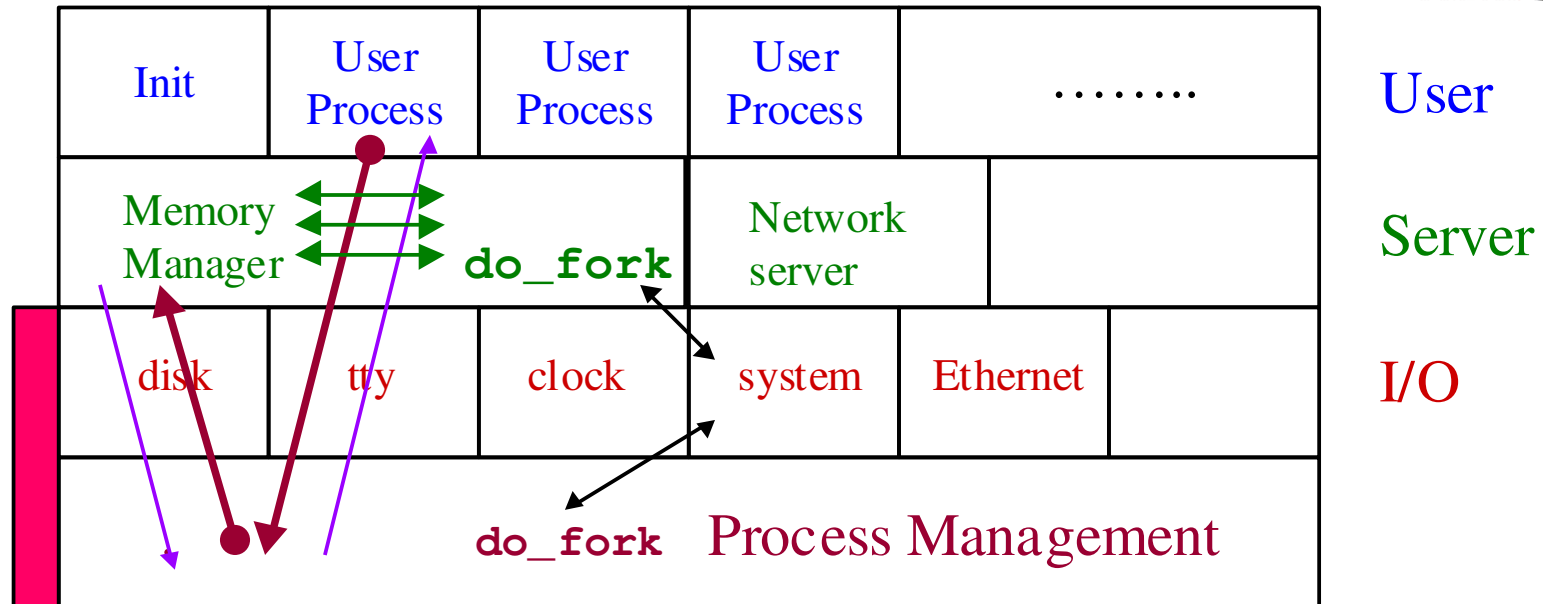 Init
User
Process
User
Process
User
Process
........
User
Memory
Manager
do_fork
Network
server
Server
disk
tty
clock
system
Ethernet
I/O
do_fork
Process Management